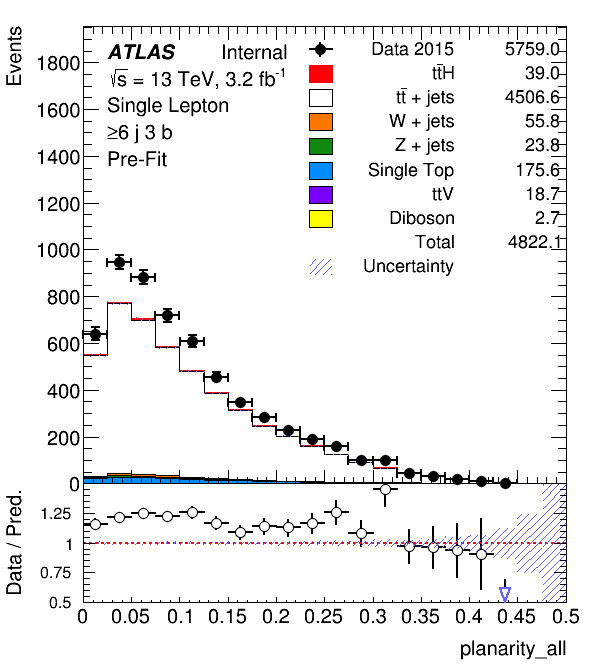 Events
1800
1600
1400
1200
1000
800
600
400
200
0
ATLAS Internal
√s = 13 TeV, 3.2 fb⁻¹
Single Lepton
≥6 j 3 b
Pre-Fit
Data 2015 5759.0
tt̄H 39.0
tt̄ + jets 4506.6
W + jets 55.8
Z + jets 23.8
Single Top 175.6
ttV 18.7
Diboson 2.7
Total 4822.1
Uncertainty
Data / Pred.
1.25
1
0.75
0.5
0 0.05 0.1 0.15 0.2 0.25 0.3 0.35 0.4 0.45 0.5
planarity_all